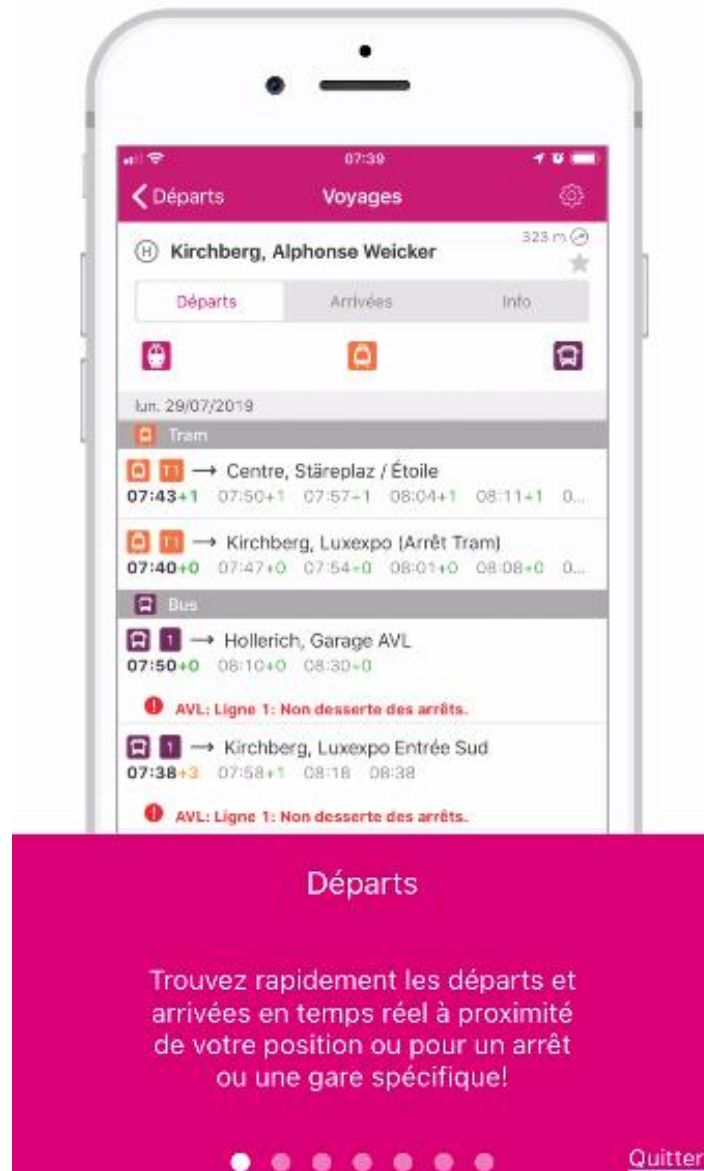 07:39
Départs Voyages
323 m
H Kirchberg, Alphonse Weicker
Départs Arrivées Info
lun. 29/07/2019
Tram
T1 → Centre, Stäreplaz / Étoile
07:43+1 07:50+1 07:57+1 08:04+1 08:11+1 0...
T1 → Kirchberg, Luxexpo (Arrêt Tram)
07:40+0 07:47+0 07:54+0 08:01+0 08:08+0 0...
Bus
1 → Hollerich, Garage AVL
07:50+0 08:10+0 08:30+0
AVL: Ligne 1: Non desserte des arrêts.
1 → Kirchberg, Luxexpo Entrée Sud
07:38+3 07:58+1 08:18 08:38
AVL: Ligne 1: Non desserte des arrêts.
Départs
Trouvez rapidement les départs et
arrivées en temps réel à proximité
de votre position ou pour un arrêt
ou une gare spécifique!
Quitter